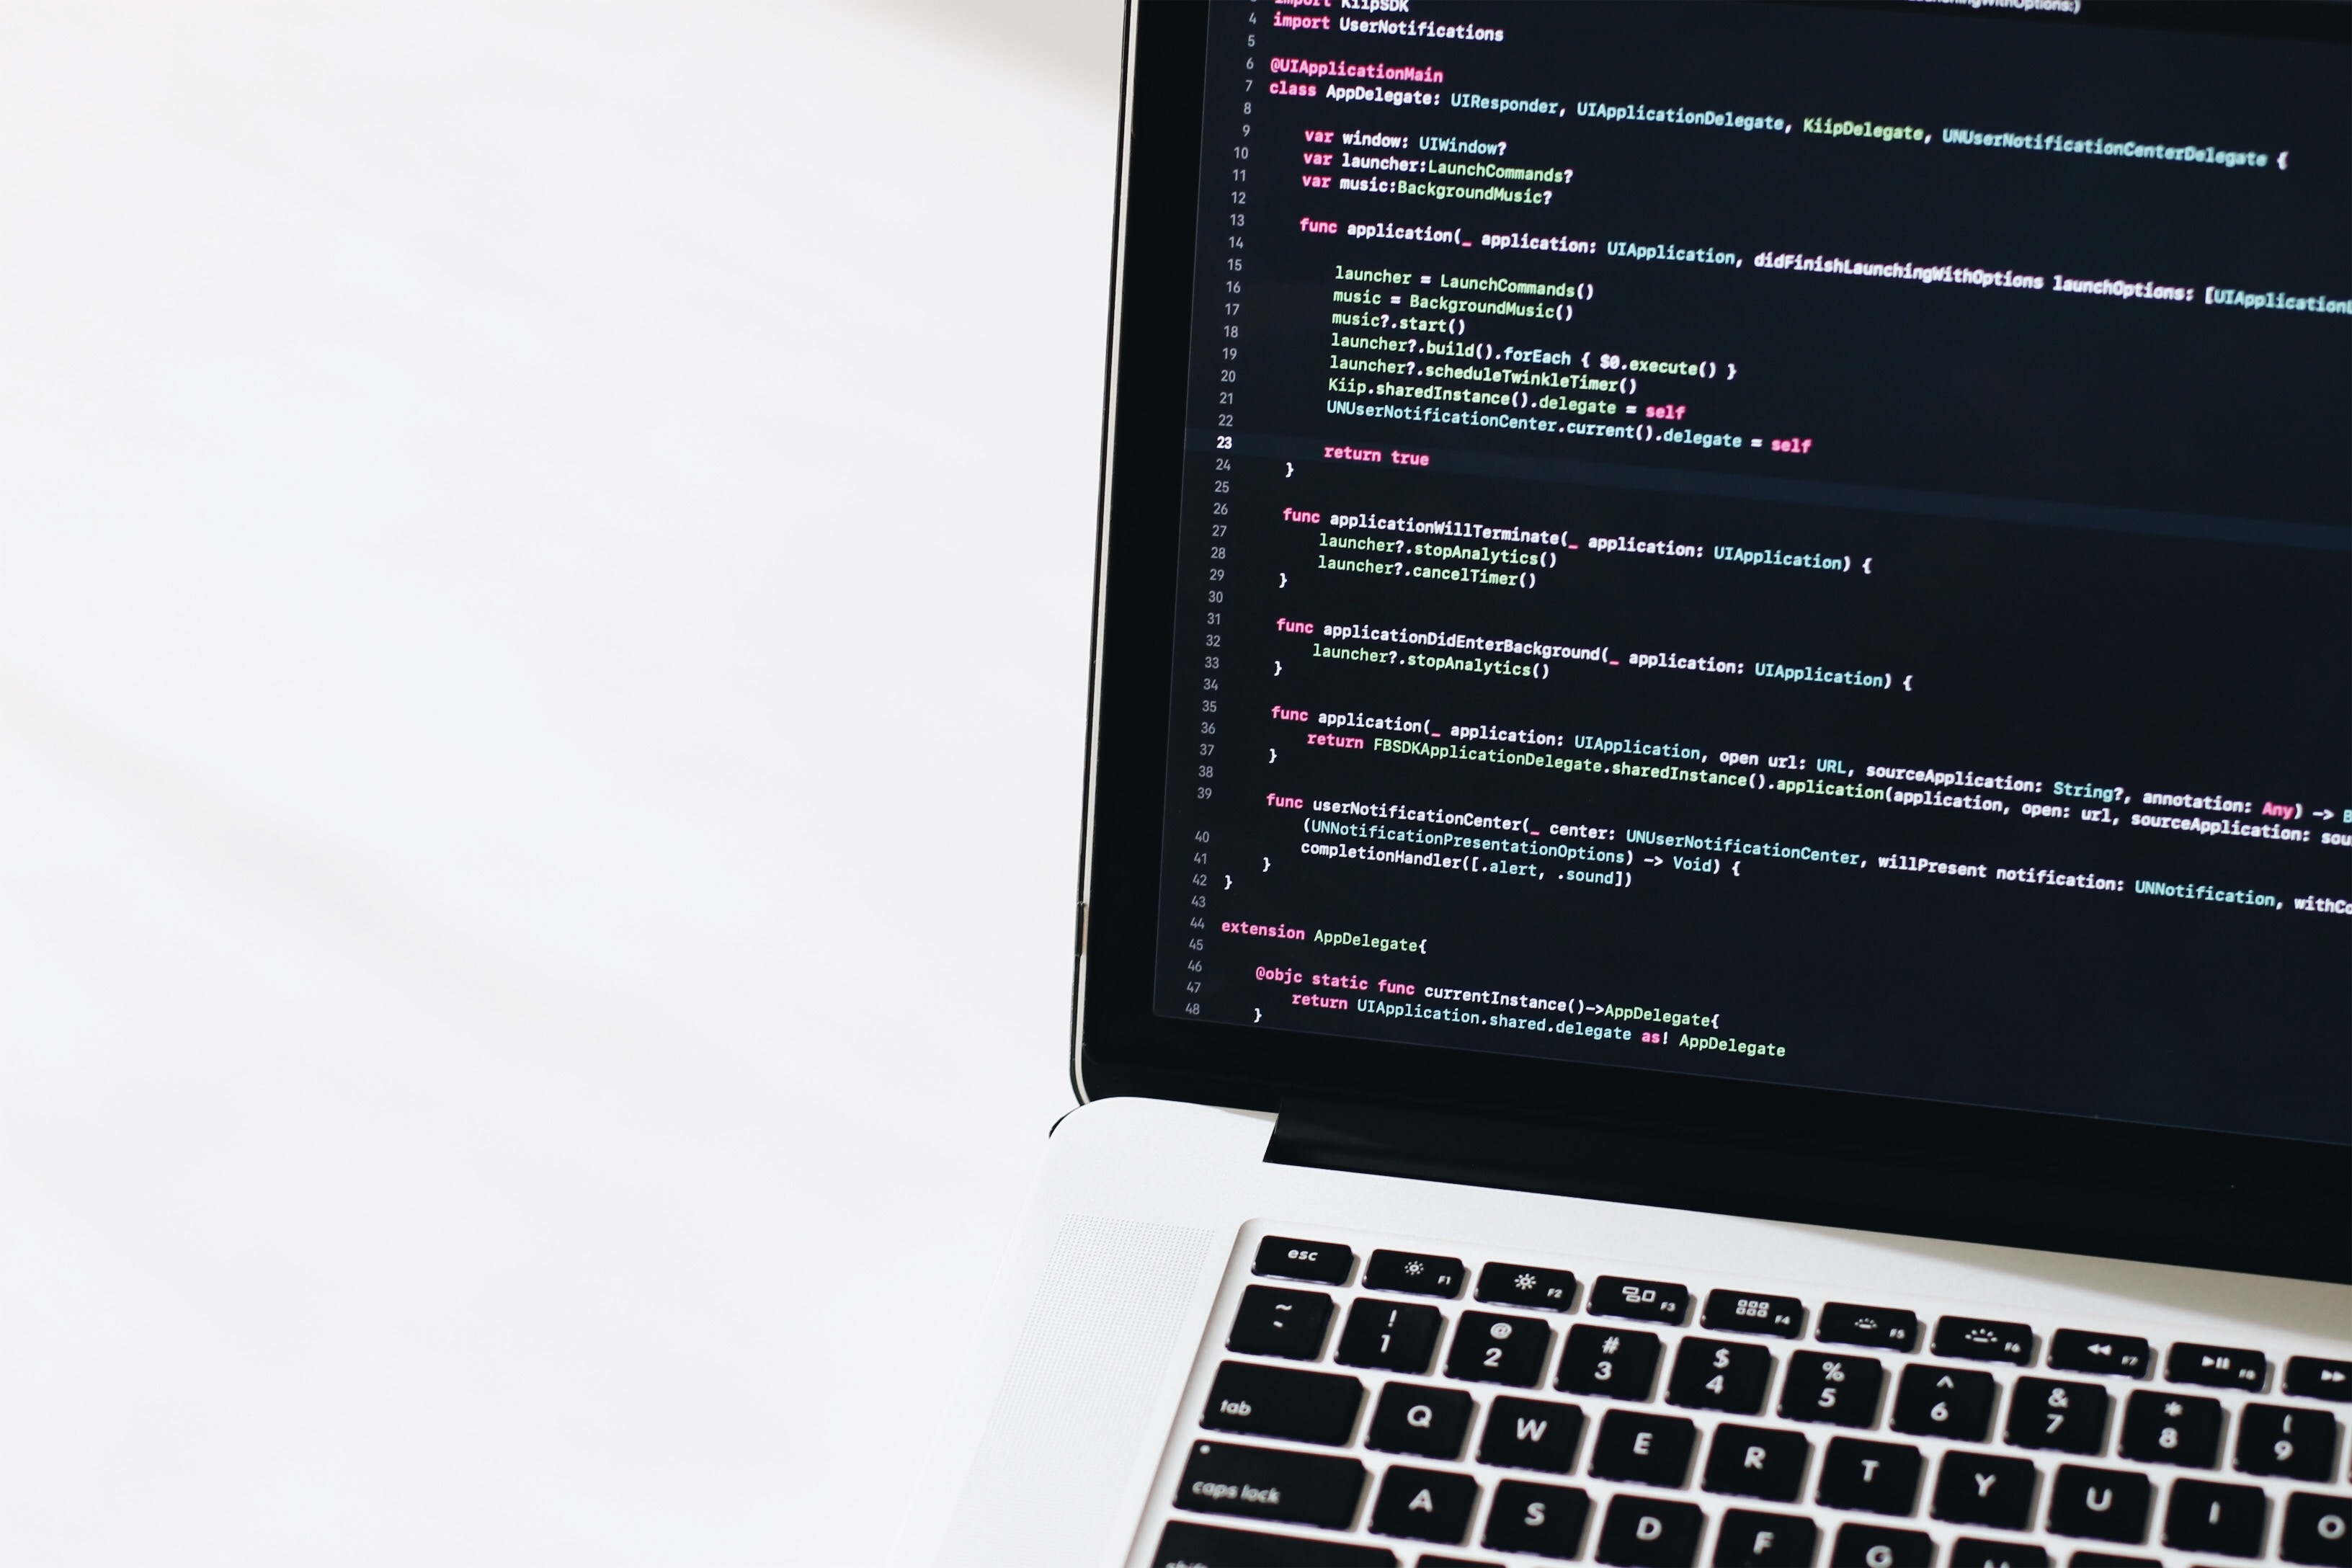 chingWithOptions:)
import KiipSDK
4 import UserNotifications
5
6 @UIApplicationMain
7 class AppDelegate: UIResponder, UIApplicationDelegate, KiipDelegate, UNUserNotificationCenterDelegate {
8
9 var window: UIWindow?
10 var launcher:LaunchCommands?
11 var music:BackgroundMusic?
12
13 func application(_ application: UIApplication, didFinishLaunchingWithOptions launchOptions: [UIApplication
14
15 launcher = LaunchCommands()
16 music = BackgroundMusic()
17 music?.start()
18 launcher?.build().forEach { $0.execute() }
19 launcher?.scheduleTwinkleTimer()
20 Kiip.sharedInstance().delegate = self
21 UNUserNotificationCenter.current().delegate = self
22
23 return true
24 }
25
26 func applicationWillTerminate(_ application: UIApplication) {
27 launcher?.stopAnalytics()
28 launcher?.cancelTimer()
29 }
30
31 func applicationDidEnterBackground(_ application: UIApplication) {
32 launcher?.stopAnalytics()
33 }
34
35 func application(_ application: UIApplication, open url: URL, sourceApplication: String?, annotation: Any) -> B
36 return FBSDKApplicationDelegate.sharedInstance().application(application, open: url, sourceApplication: sou
37 }
38
39 func userNotificationCenter(_ center: UNUserNotificationCenter, willPresent notification: UNNotification, withCo
(UNNotificationPresentationOptions) -> Void) {
40 completionHandler([.alert, .sound])
41 }
42 }
43
44 extension AppDelegate{
45
46 @objc static func currentInstance()->AppDelegate{
47 return UIApplication.shared.delegate as! AppDelegate
48 }
esc F1 F2 F3 F4 F5 F6 F7 F8
~ ! @ # $ % ^ & * (
` 1 2 3 4 5 6 7 8 9
tab Q W E R T Y U I O
caps lock A S D F G
shift